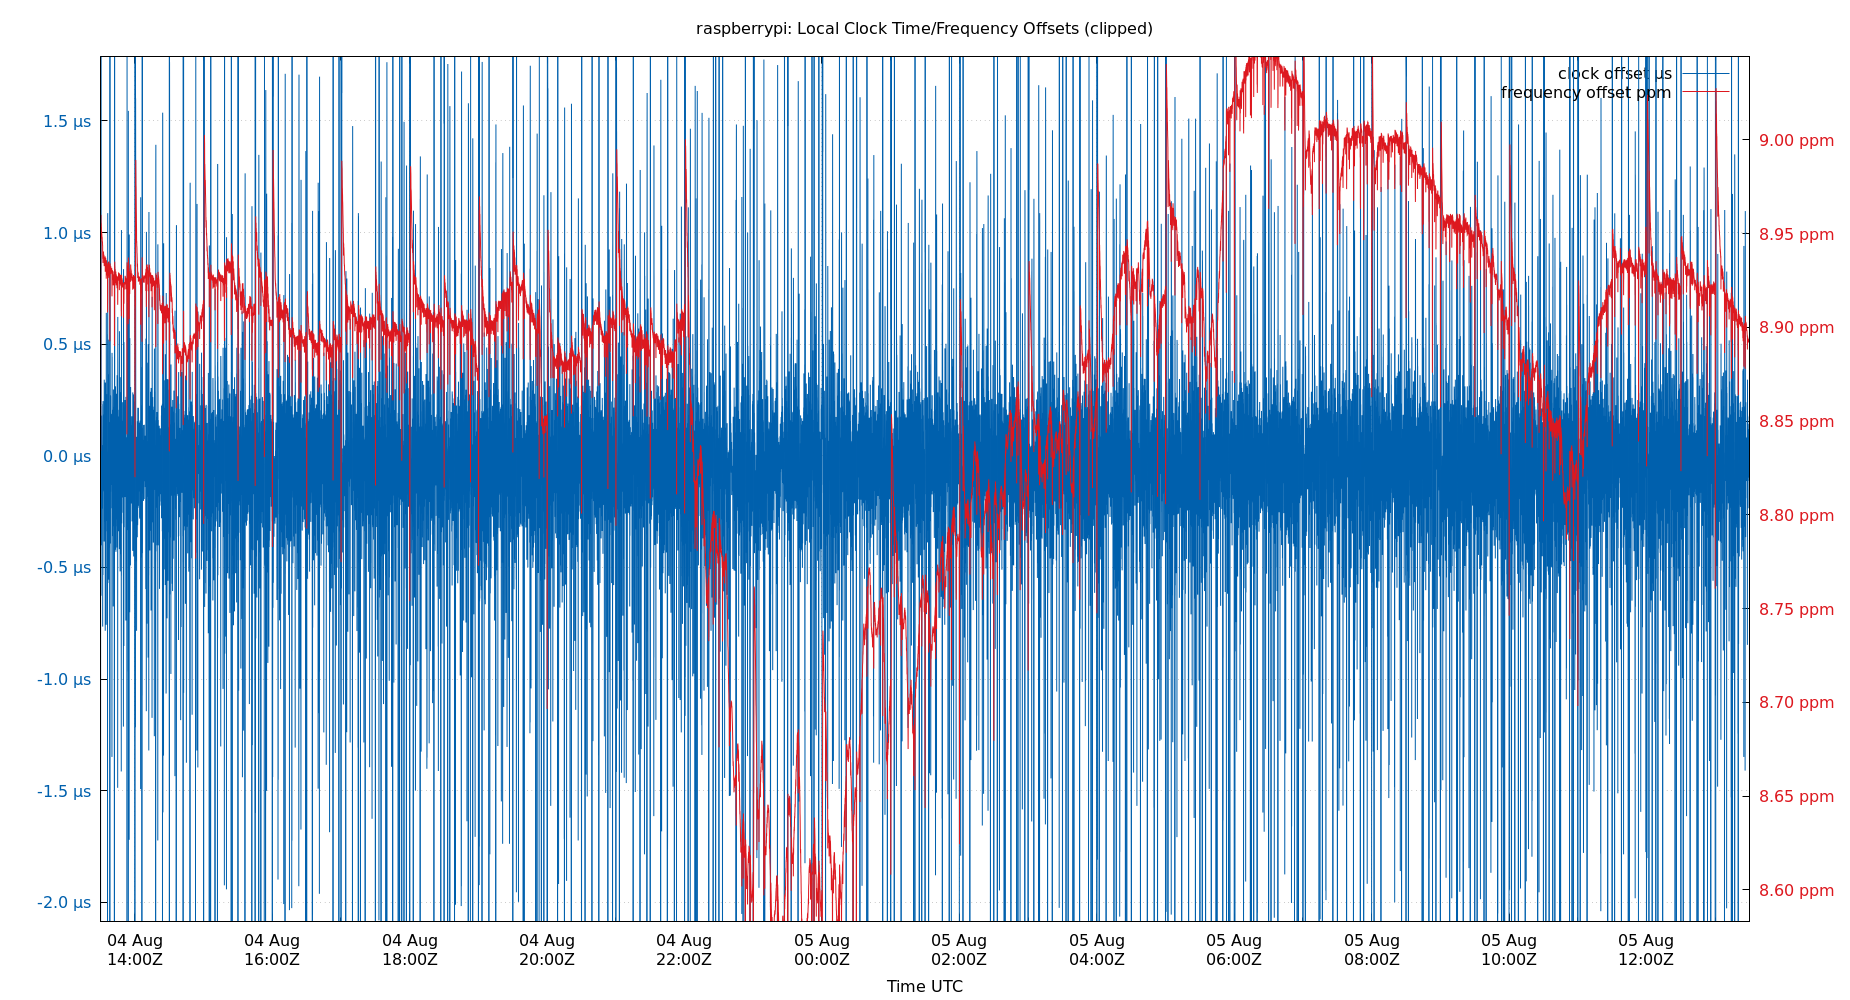 raspberrypi: Local Clock Time/Frequency Offsets (clipped)
clock offset µs
frequency offset ppm
1.5 µs
1.0 µs
0.5 µs
0.0 µs
-0.5 µs
-1.0 µs
-1.5 µs
-2.0 µs
9.00 ppm
8.95 ppm
8.90 ppm
8.85 ppm
8.80 ppm
8.75 ppm
8.70 ppm
8.65 ppm
8.60 ppm
04 Aug 04 Aug 04 Aug 04 Aug 04 Aug 05 Aug 05 Aug 05 Aug 05 Aug 05 Aug 05 Aug 05 Aug
14:00Z 16:00Z 18:00Z 20:00Z 22:00Z 00:00Z 02:00Z 04:00Z 06:00Z 08:00Z 10:00Z 12:00Z
Time UTC